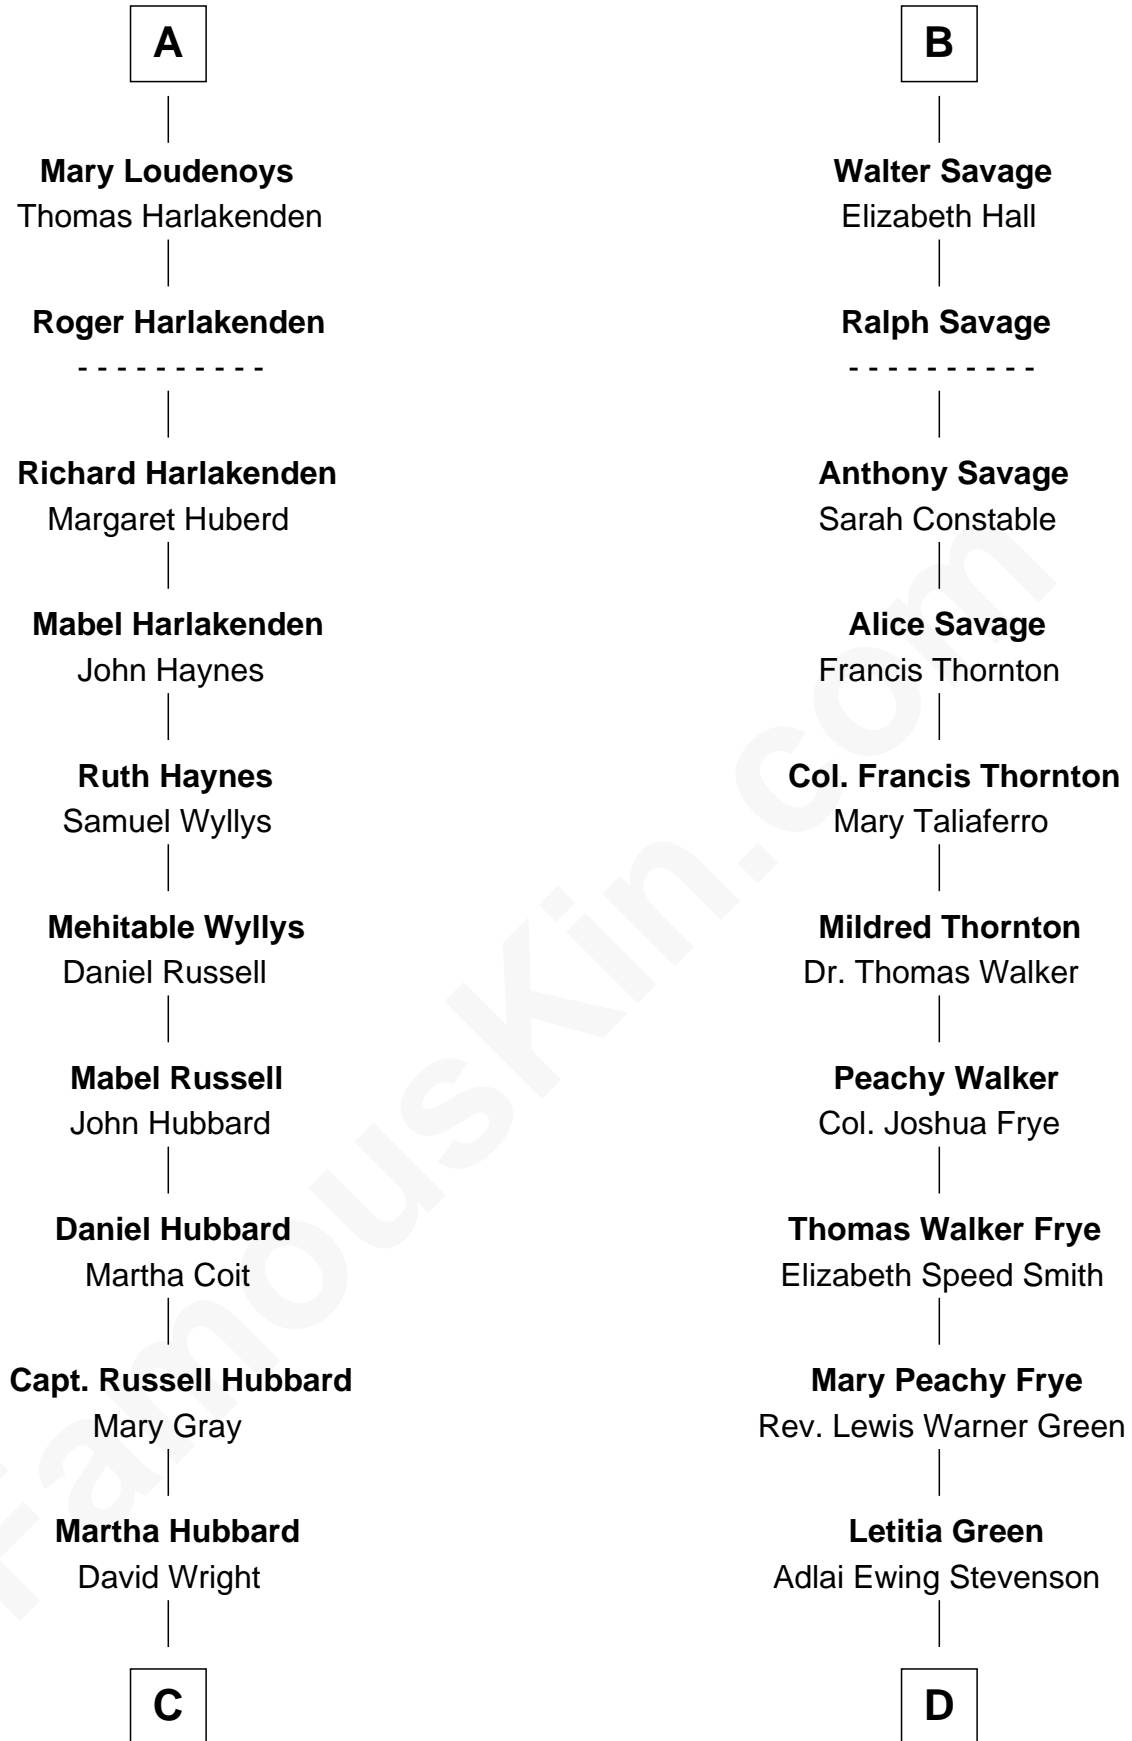 A
Mary Loudenoys
Thomas Harlakenden
Roger Harlakenden
- - - - - - - - - -
Richard Harlakenden
Margaret Huberd
Mabel Harlakenden
John Haynes
Ruth Haynes
Samuel Wyllys
Mehitable Wyllys
Daniel Russell
Mabel Russell
John Hubbard
Daniel Hubbard
Martha Coit
Capt. Russell Hubbard
Mary Gray
Martha Hubbard
David Wright
C
B
Walter Savage
Elizabeth Hall
Ralph Savage
- - - - - - - - - -
Anthony Savage
Sarah Constable
Alice Savage
Francis Thornton
Col. Francis Thornton
Mary Taliaferro
Mildred Thornton
Dr. Thomas Walker
Peachy Walker
Col. Joshua Frye
Thomas Walker Frye
Elizabeth Speed Smith
Mary Peachy Frye
Rev. Lewis Warner Green
Letitia Green
Adlai Ewing Stevenson
D
FamousKin.com